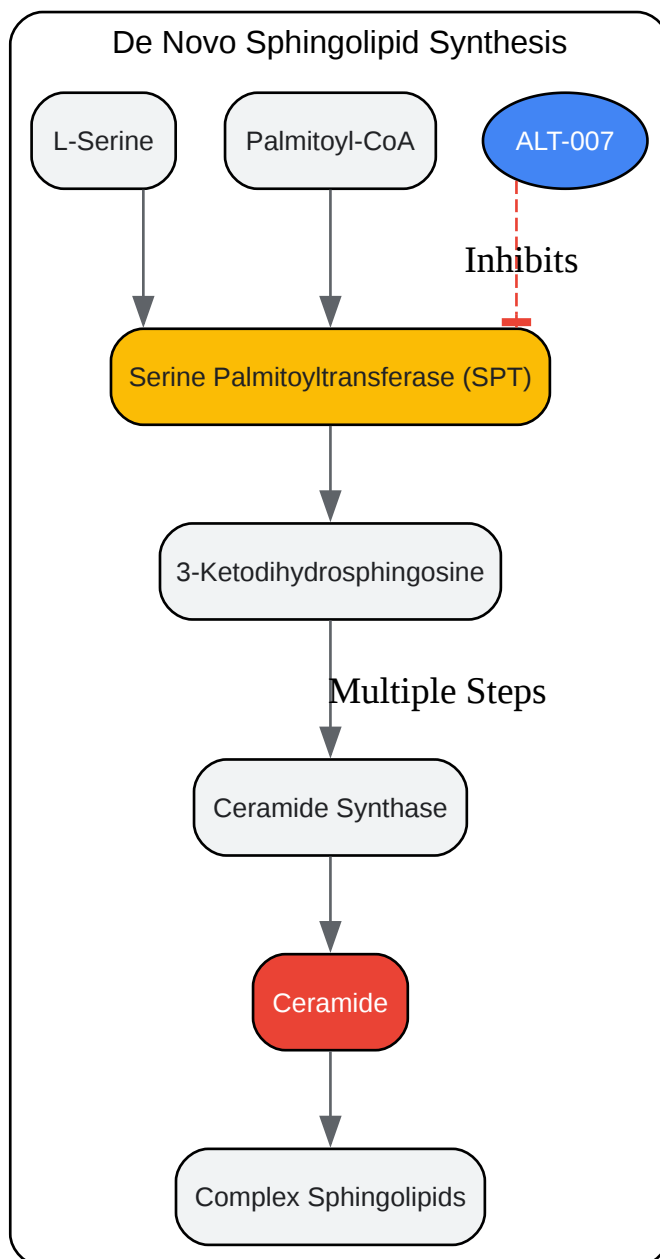 De Novo Sphingolipid Synthesis
L-Serine
Palmitoyl-CoA
ALT-007
Inhibits
Serine Palmitoyltransferase (SPT)
3-Ketodihydrosphingosine
Multiple Steps
Ceramide Synthase
Ceramide
Complex Sphingolipids